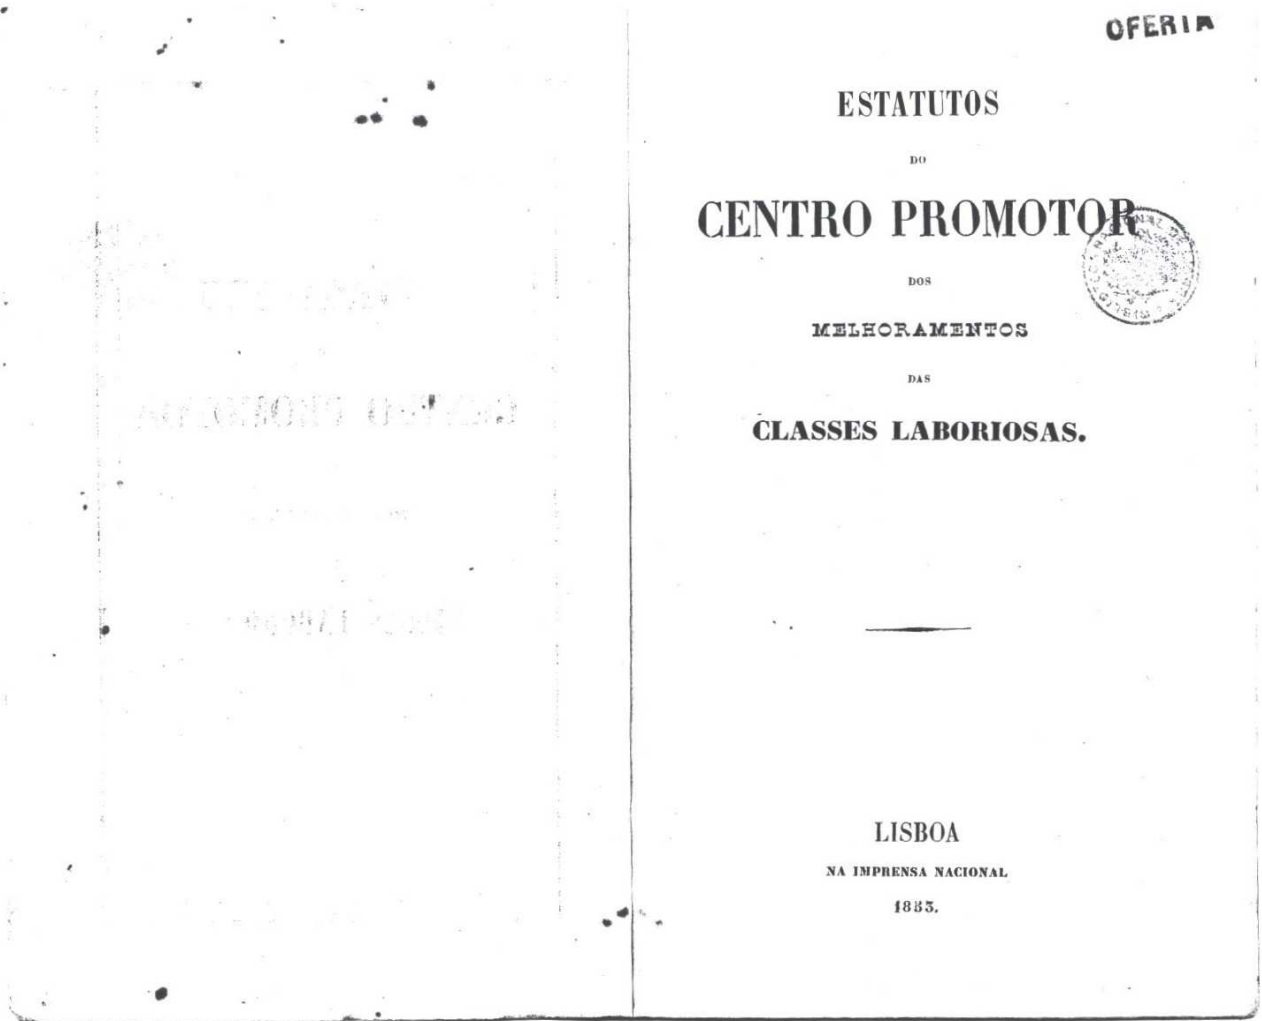 OFERTA
ESTATUTOS
DO
CENTRO PROMOTOR
DOS
MELHORAMENTOS
DAS
CLASSES LABORIOSAS.
LISBOA
NA IMPRENSA NACIONAL
1853.